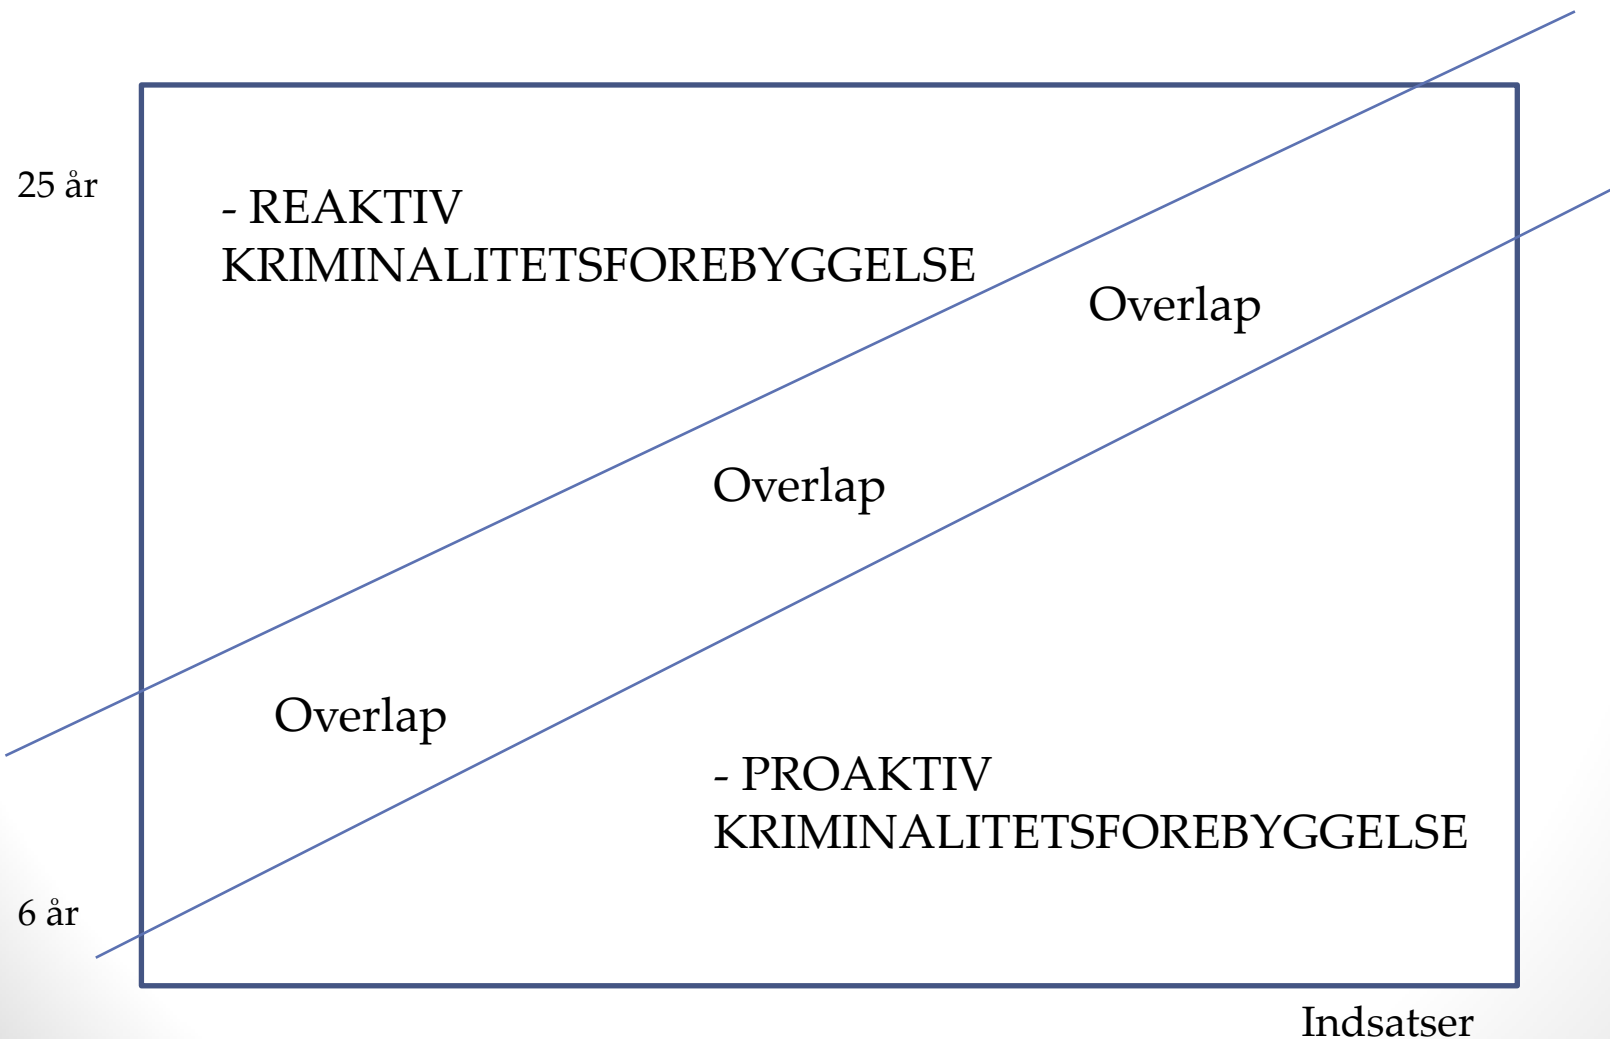 25 år
- REAKTIV
KRIMINALITETSFOREBYGGELSE
Overlap
Overlap
Overlap
- PROAKTIV
KRIMINALITETSFOREBYGGELSE
6 år
Indsatser